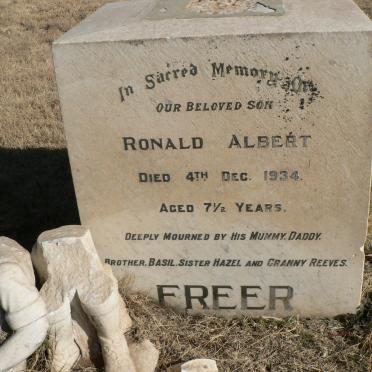 In Sacred Memory Of
OUR BELOVED SON
RONALD ALBERT
DIED 4TH DEC. 1934.
AGED 7½ YEARS.
DEEPLY MOURNED BY HIS MUMMY, DADDY.
BROTHER, BASIL, SISTER HAZEL AND GRANNY REEVES.
FREER